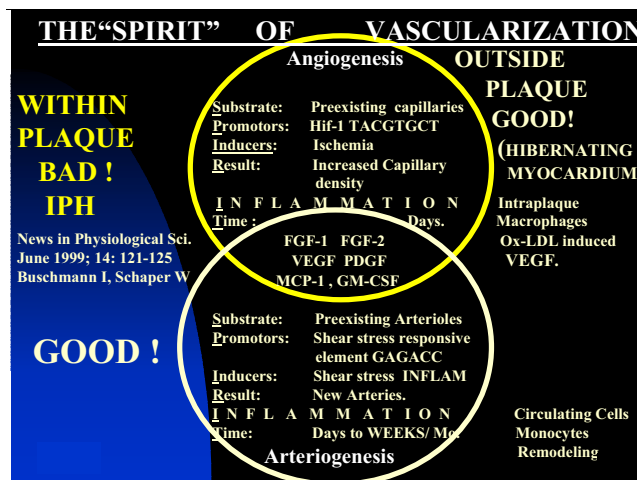 THE“SPIRIT” OF VASCULARIZATION
Angiogenesis
OUTSIDE
PLAQUE
GOOD!
(HIBERNATING
MYOCARDIUM
WITHIN
PLAQUE
BAD !
IPH
News in Physiological Sci.
June 1999; 14: 121-125
Buschmann I, Schaper W
Substrate: Preexisting capillaries
Promotors: Hif-1 TACGTGCT
Inducers: Ischemia
Result: Increased Capillary
density
I N F L A M M A T I O N
Time : Days.
Intraplaque
Macrophages
Ox-LDL induced
VEGF.
FGF-1 FGF-2
VEGF PDGF
MCP-1 , GM-CSF
GOOD !
Substrate: Preexisting Arterioles
Promotors: Shear stress responsive
element GAGACC
Inducers: Shear stress INFLAM
Result: New Arteries.
I N F L A M M A T I O N
Time: Days to WEEKS/ Mo.
Arteriogenesis
Circulating Cells
Monocytes
Remodeling